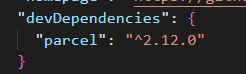 "devDependencies": {
"parcel": "^2.12.0"
}